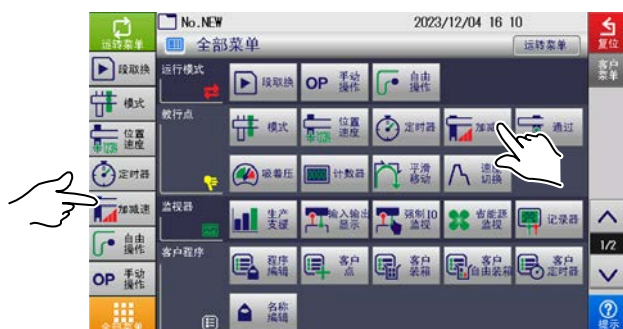 No.NEW 2023/12/04 16 10
运转菜单
全部菜单
运转菜单
复位
客户
菜单
段取换
模式
位置
速度
定时器
加减速
自由
操作
OP 手动
操作
全部菜单
运行模式
段取换
OP 手动
操作
自由
操作
教行点
模式
位置
速度
定时器
加减
通过
吸着压
计数器
平滑
移动
速度
切换
监视器
生产
支援
输入输出
显示
强制IO
监视
省能源
监视
记录器
客户程序
程序
编辑
客户
点
客户
装箱
客户
自由装箱
客户
定时器
名称
编辑
1/2
提示